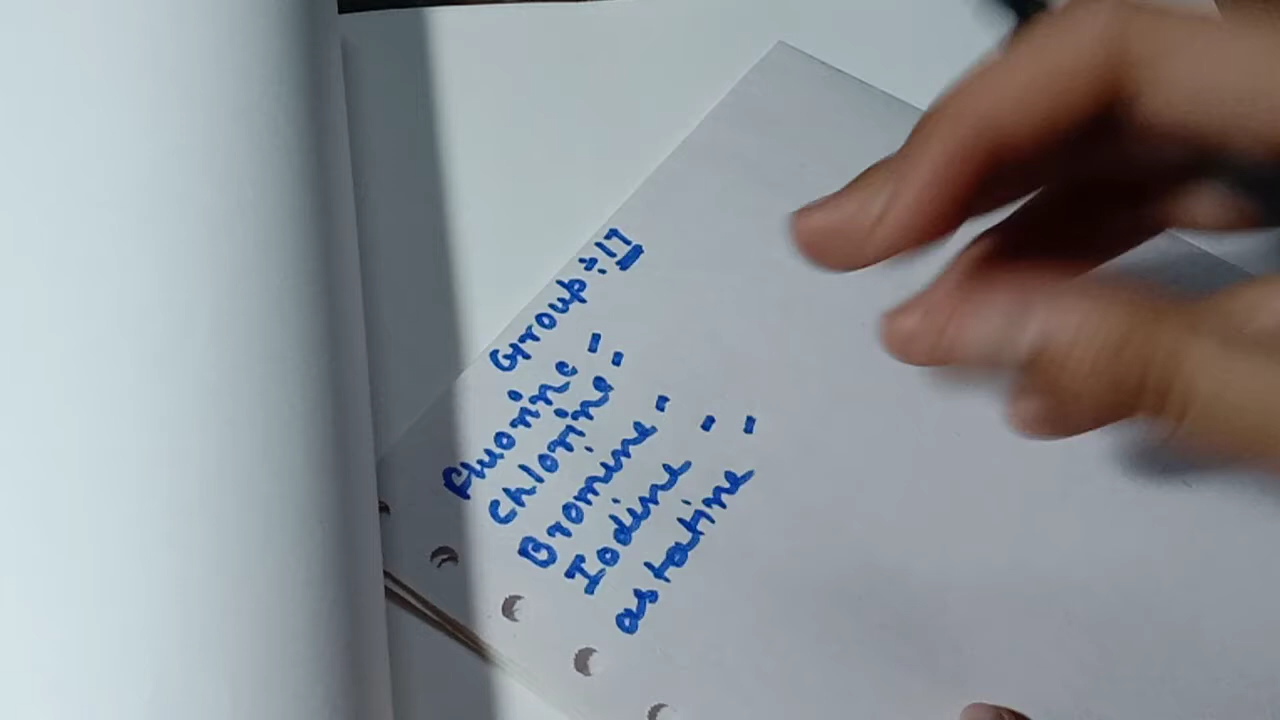 Group ÷ 17
Fluorine -
Chlorine -
Bromine -
Iodine -
astatine -